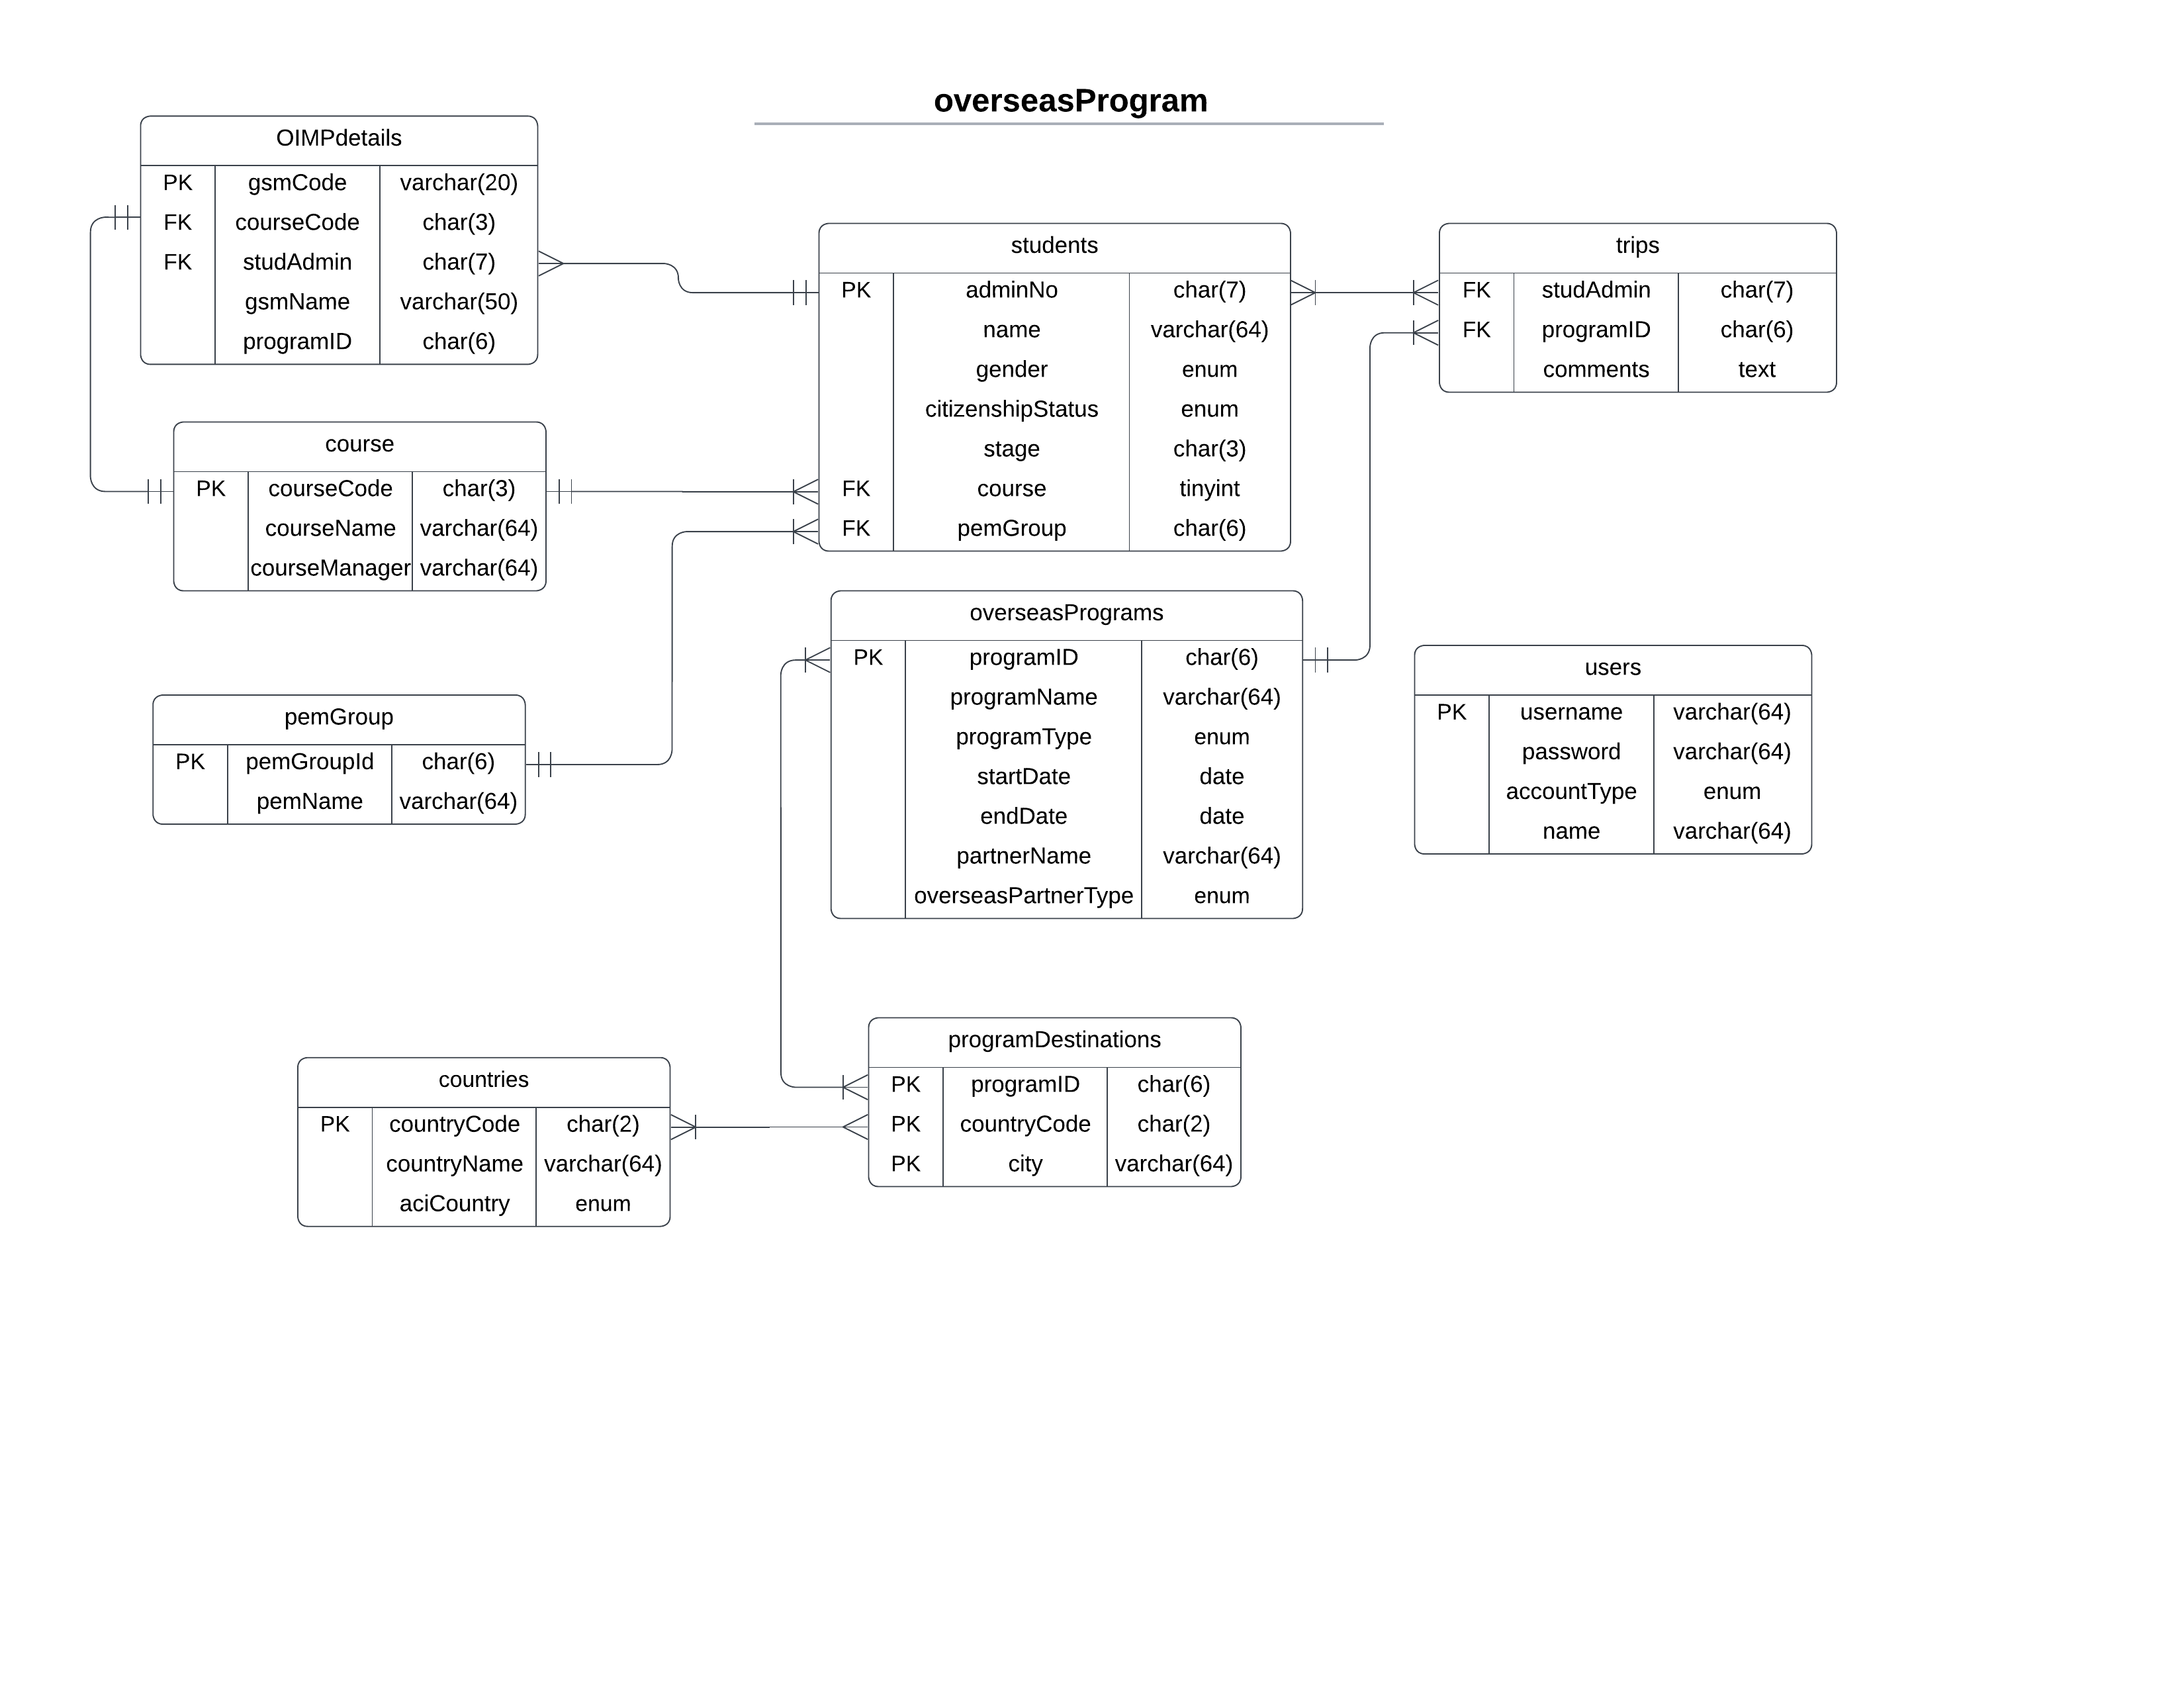 overseasProgram
OIMPdetails
PK gsmCode varchar(20)
FK courseCode char(3)
FK studAdmin char(7)
gsmName varchar(50)
programID char(6)
students
PK adminNo char(7)
name varchar(64)
gender enum
citizenshipStatus enum
stage char(3)
FK course tinyint
FK pemGroup char(6)
trips
FK studAdmin char(7)
FK programID char(6)
comments text
course
PK courseCode char(3)
courseName varchar(64)
courseManager varchar(64)
overseasPrograms
PK programID char(6)
programName varchar(64)
programType enum
startDate date
endDate date
partnerName varchar(64)
overseasPartnerType enum
users
PK username varchar(64)
password varchar(64)
accountType enum
name varchar(64)
pemGroup
PK pemGroupId char(6)
pemName varchar(64)
programDestinations
PK programID char(6)
PK countryCode char(2)
PK city varchar(64)
countries
PK countryCode char(2)
countryName varchar(64)
aciCountry enum